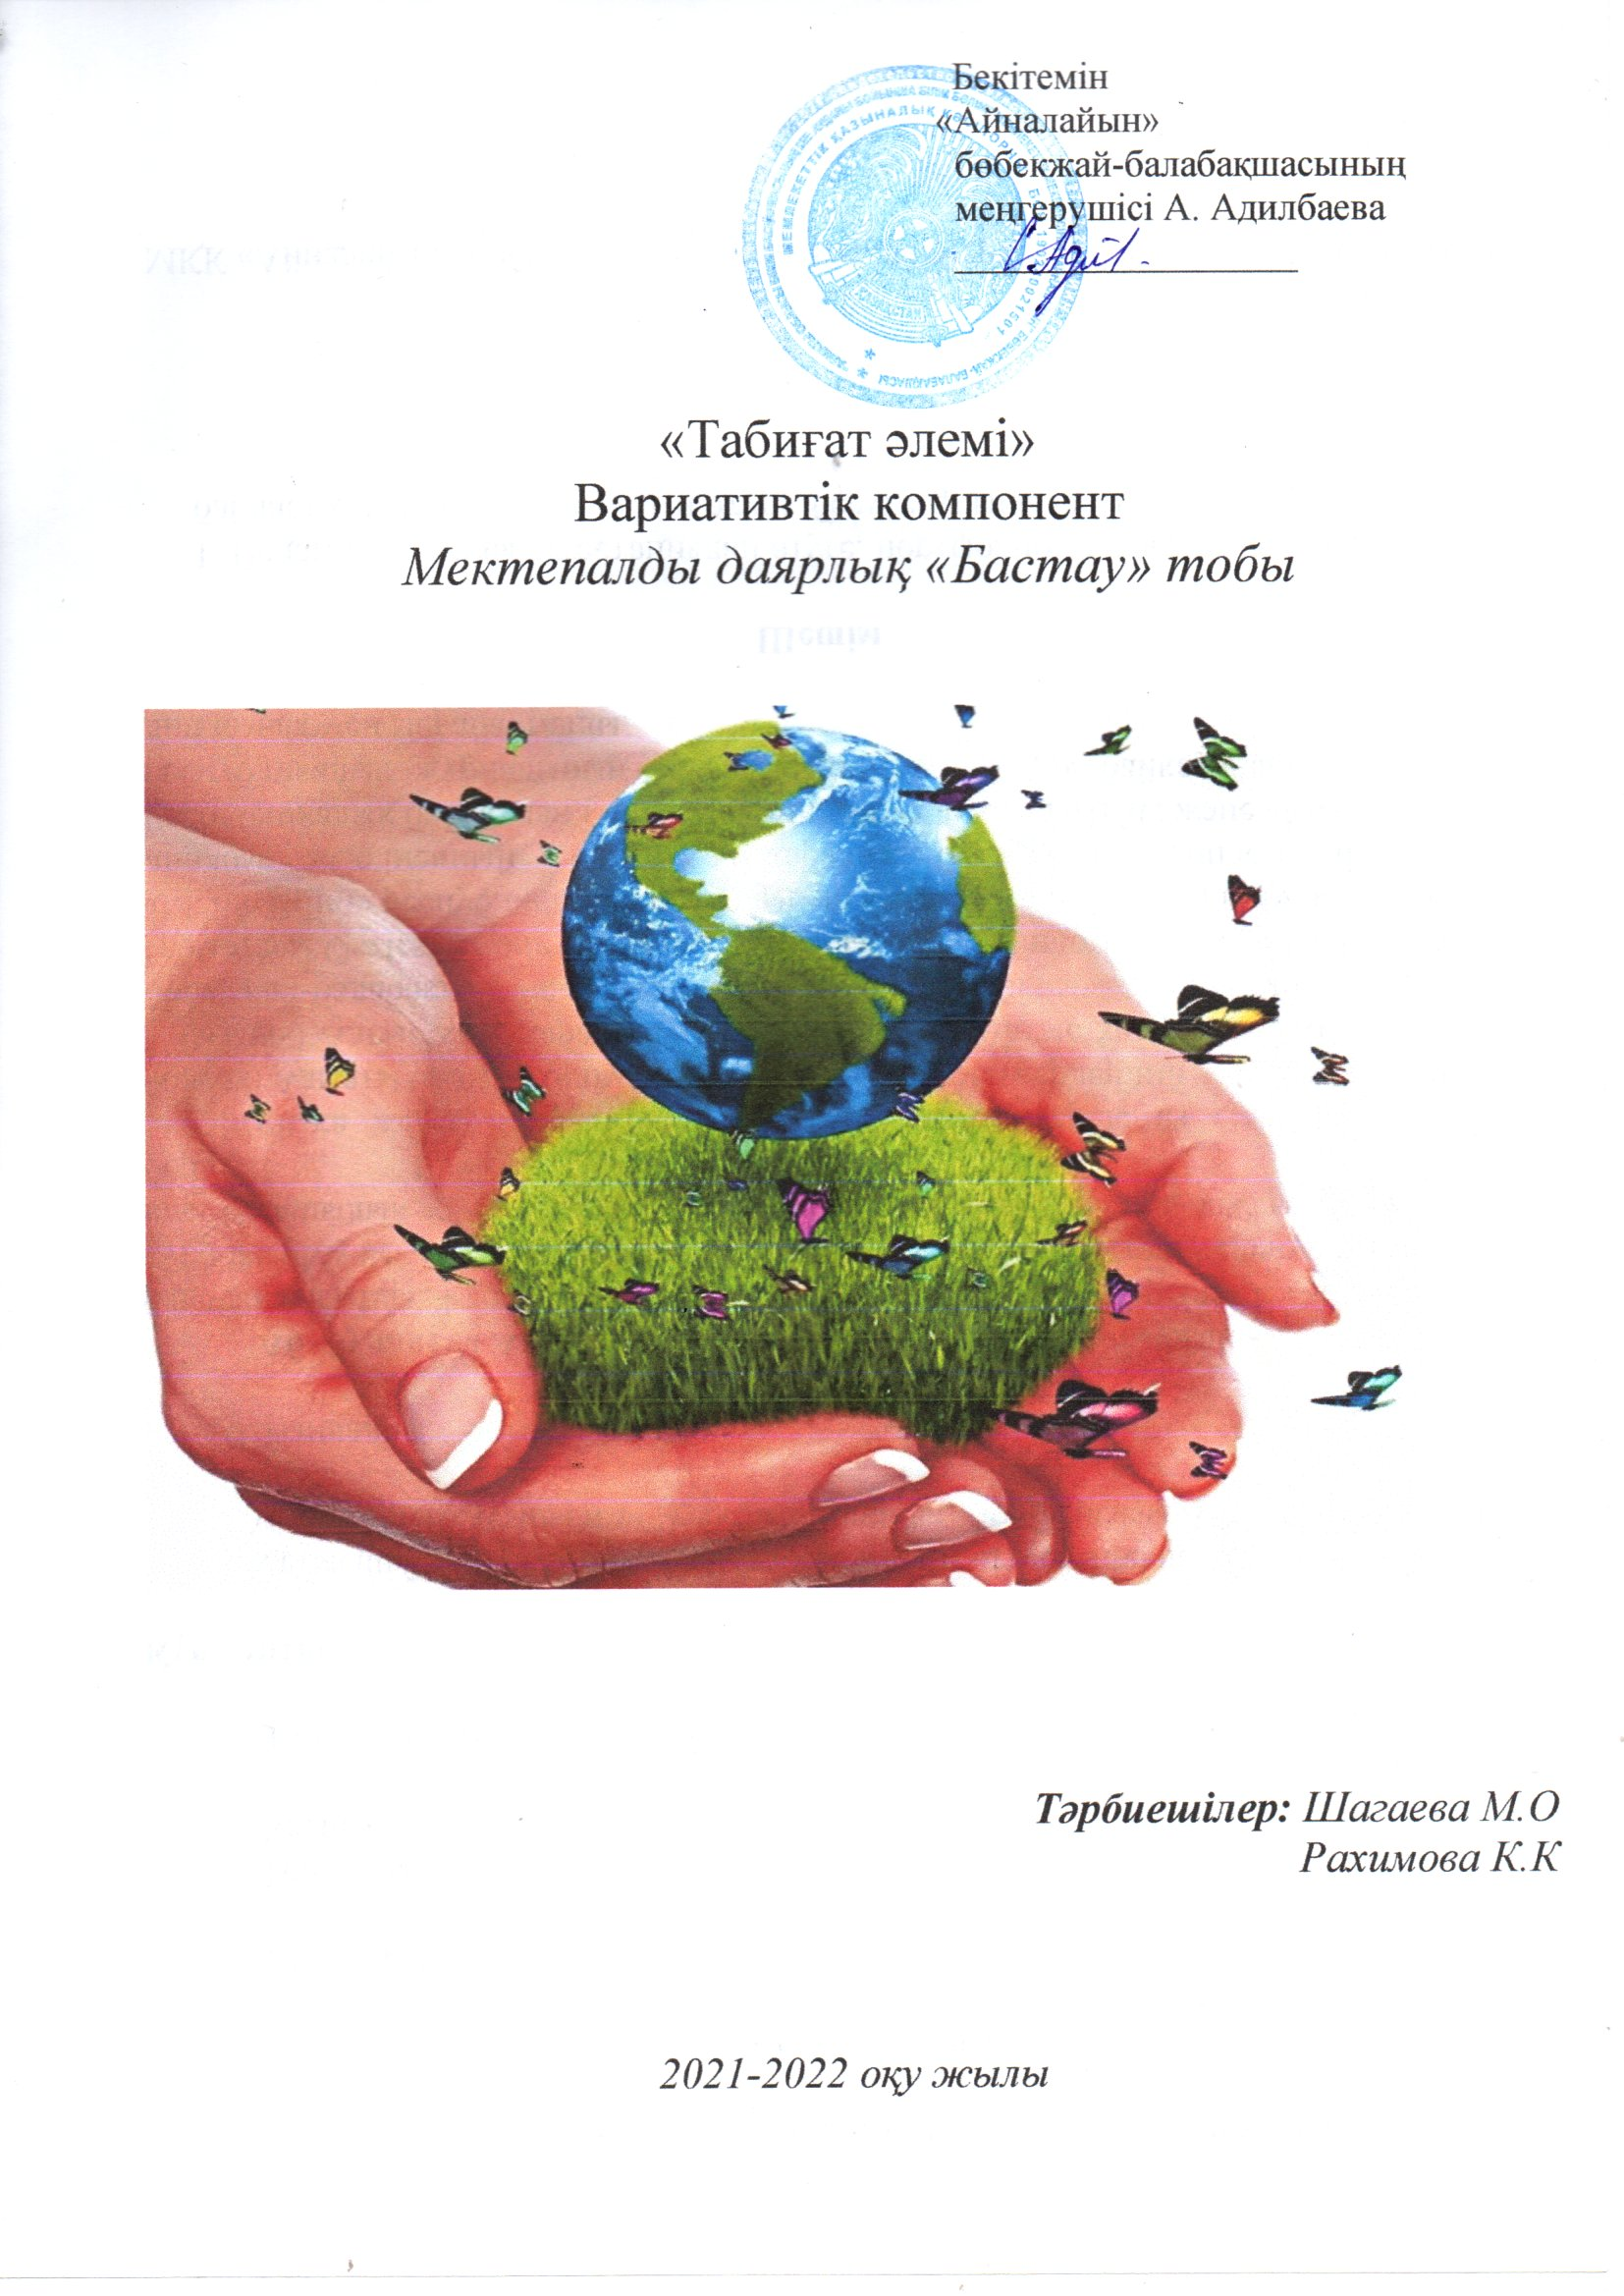 Бекітемін
«Айналайын»
бөбекжай-балабақшасының
меңгерушісі А. Адилбаева
ҚАЗАҚСТАН
«Табиғат әлемі»
Вариативтік компонент
Мектепалды даярлық «Бастау» тобы
Тәрбиешілер: Шагаева М.О
Рахимова К.К
2021-2022 оқу жылы